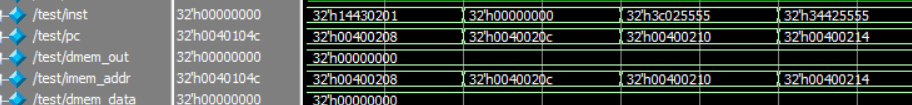 /test/inst 32'h00000000 32'h14430201 32'h00000000 32'h3c025555 32'h34425555
/test/pc 32'h0040104c 32'h00400208 32'h0040020c 32'h00400210 32'h00400214
/test/dmem_out 32'h00000000 32'h00000000
/test/imem_addr 32'h0040104c 32'h00400208 32'h0040020c 32'h00400210 32'h00400214
/test/dmem_data 32'h00000000 32'h00000000